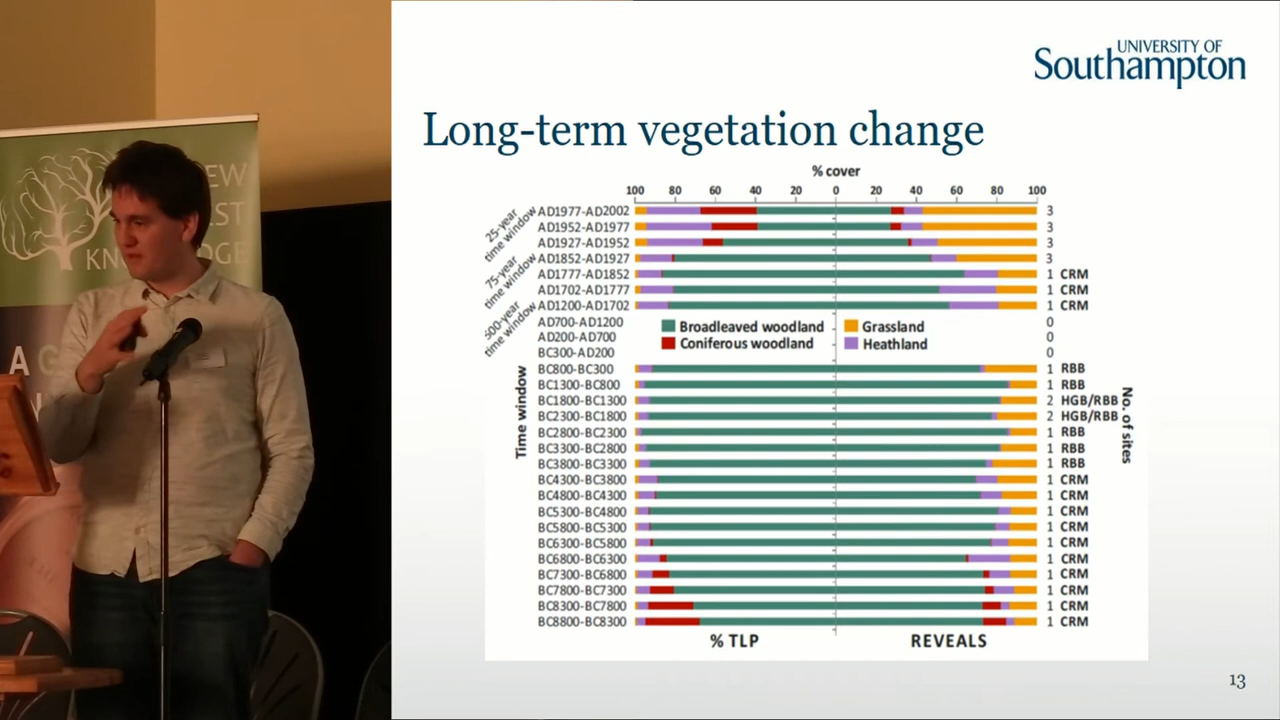 EW
ST
KN
DGE
A
UNIVERSITY OF
Southampton
Long-term vegetation change
% cover
100 80 60 40 20 0 20 40 60 80 100
25-year
time window
75-year
time window
500-year
time window
AD1977-AD2002 3
AD1952-AD1977 3
AD1927-AD1952 3
AD1852-AD1927 3
AD1777-AD1852 1 CRM
AD1702-AD1777 1 CRM
AD1200-AD1702 1 CRM
AD700-AD1200 0
AD200-AD700 0
BC300-AD200 0
Broadleaved woodland
Grassland
Coniferous woodland
Heathland
BC800-BC300 1 RBB
BC1300-BC800 1 RBB
BC1800-BC1300 2 HGB/RBB
BC2300-BC1800 2 HGB/RBB
BC2800-BC2300 1 RBB
BC3300-BC2800 1 RBB
BC3800-BC3300 1 RBB
BC4300-BC3800 1 CRM
BC4800-BC4300 1 CRM
BC5300-BC4800 1 CRM
BC5800-BC5300 1 CRM
BC6300-BC5800 1 CRM
BC6800-BC6300 1 CRM
BC7300-BC6800 1 CRM
BC7800-BC7300 1 CRM
BC8300-BC7800 1 CRM
BC8800-BC8300 1 CRM
Time window
No. of sites
% TLP
REVEALS
13